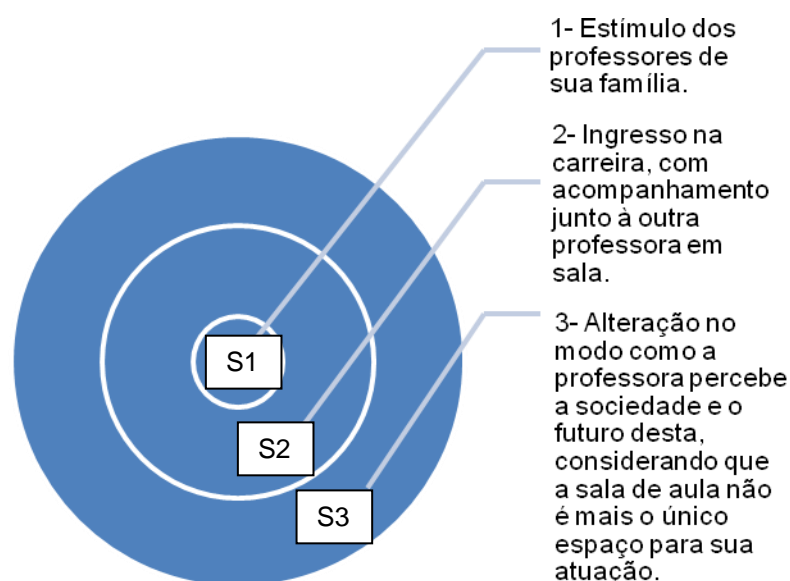 1- Estímulo dos
professores de
sua família.
2- Ingresso na
carreira, com
acompanhamento
junto à outra
professora em
sala.
3- Alteração no
modo como a
professora percebe
a sociedade e o
futuro desta,
considerando que
a sala de aula não
é mais o único
espaço para sua
atuação.
S1
S2
S3